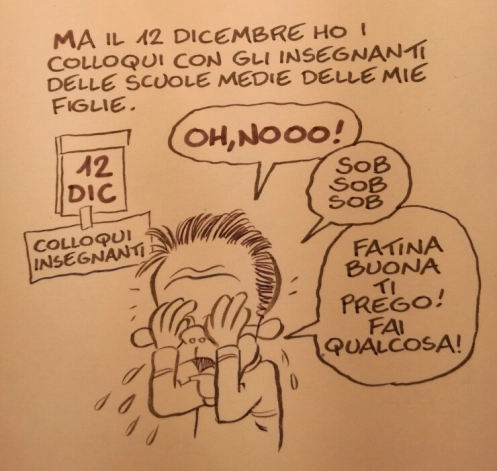 MA IL 12 DICEMBRE HO I
COLLOQUI CON GLI INSEGNANTI
DELLE SCUOLE MEDIE DELLE MIE
FIGLIE.
OH, NOOO!
12
DIC
COLLOQUI
INSEGNANTI
SOB
SOB
SOB
FATINA
BUONA
TI
PREGO!
FAI
QUALCOSA!